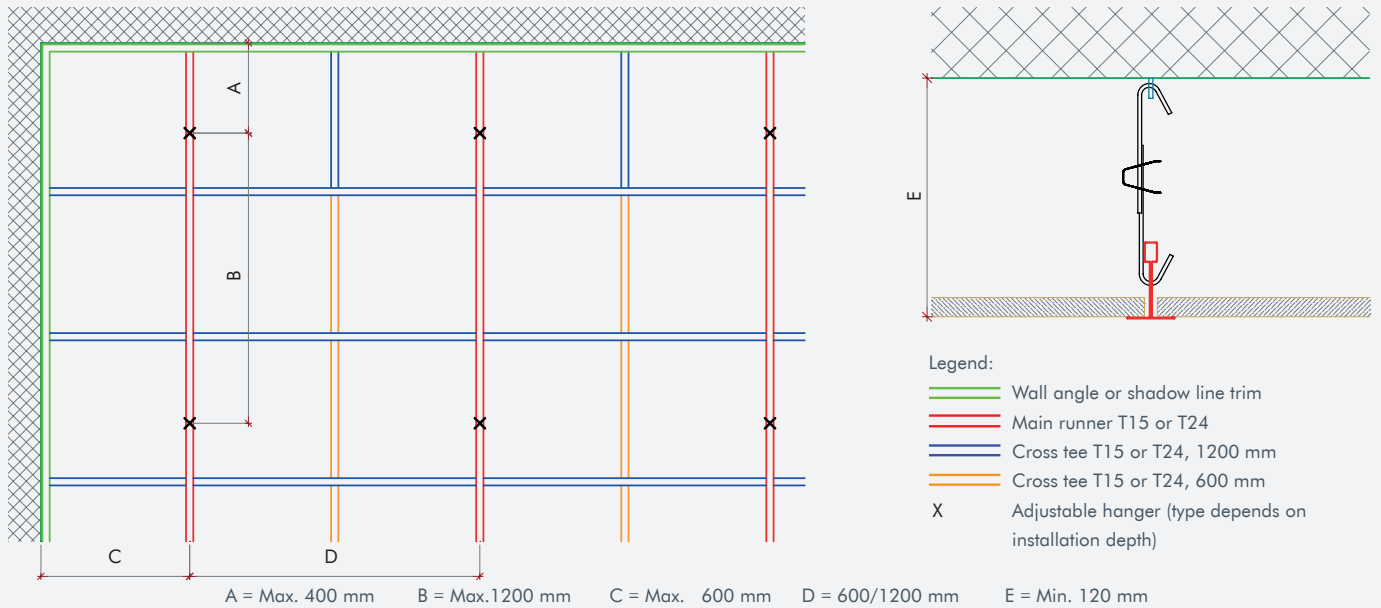 A
B
C
D
E
Legend:
Wall angle or shadow line trim
Main runner T15 or T24
Cross tee T15 or T24, 1200 mm
Cross tee T15 or T24, 600 mm
X Adjustable hanger (type depends on
installation depth)
A = Max. 400 mm B = Max.1200 mm C = Max. 600 mm D = 600/1200 mm E = Min. 120 mm